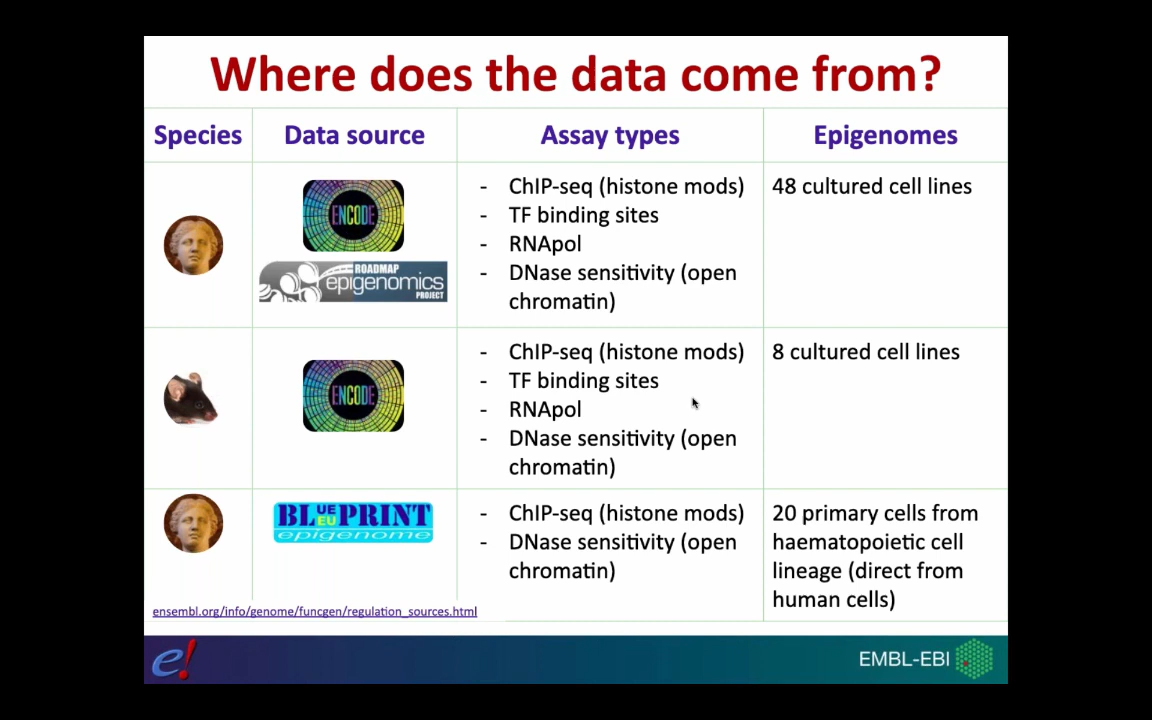 Where does the data come from?
Species
Data source
Assay types
Epigenomes
ENCODE
ROADMAP
epigenomics
PROJECT
- ChIP-seq (histone mods)
- TF binding sites
- RNApol
- DNase sensitivity (open
chromatin)
48 cultured cell lines
ENCODE
- ChIP-seq (histone mods)
- TF binding sites
- RNApol
- DNase sensitivity (open
chromatin)
8 cultured cell lines
BLUEPRINT
EU
epigenome
- ChIP-seq (histone mods)
- DNase sensitivity (open
chromatin)
20 primary cells from
haematopoietic cell
lineage (direct from
human cells)
ensembl.org/info/genome/funcgen/regulation_sources.html
e!
EMBL-EBI